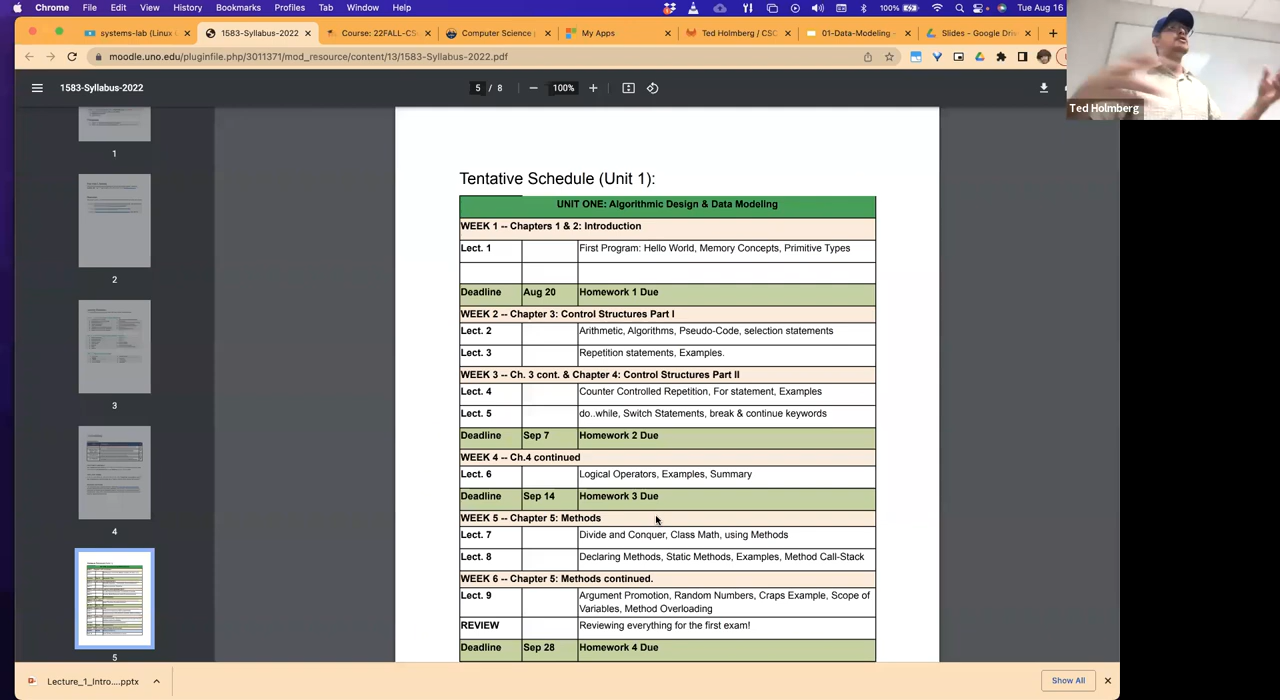 Chrome File Edit View History Bookmarks Profiles Tab Window Help 100% Tue Aug 16
systems-lab (Linux 1583-Syllabus-2022 Course: 22FALL-CS Computer Science My Apps Ted Holmberg / CSC 01-Data-Modeling - Slides - Google Driv
moodle.uno.edu/pluginfile.php/3011371/mod_resource/content/13/1583-Syllabus-2022.pdf
1583-Syllabus-2022 5 / 8 100%
Ted Holmberg
1
2
3
4
5
Tentative Schedule (Unit 1):
UNIT ONE: Algorithmic Design & Data Modeling
WEEK 1 -- Chapters 1 & 2: Introduction
Lect. 1 First Program: Hello World, Memory Concepts, Primitive Types
Deadline Aug 20 Homework 1 Due
WEEK 2 -- Chapter 3: Control Structures Part I
Lect. 2 Arithmetic, Algorithms, Pseudo-Code, selection statements
Lect. 3 Repetition statements, Examples.
WEEK 3 -- Ch. 3 cont. & Chapter 4: Control Structures Part II
Lect. 4 Counter Controlled Repetition, For statement, Examples
Lect. 5 do..while, Switch Statements, break & continue keywords
Deadline Sep 7 Homework 2 Due
WEEK 4 -- Ch.4 continued
Lect. 6 Logical Operators, Examples, Summary
Deadline Sep 14 Homework 3 Due
WEEK 5 -- Chapter 5: Methods
Lect. 7 Divide and Conquer, Class Math, using Methods
Lect. 8 Declaring Methods, Static Methods, Examples, Method Call-Stack
WEEK 6 -- Chapter 5: Methods continued.
Lect. 9 Argument Promotion, Random Numbers, Craps Example, Scope of
Variables, Method Overloading
REVIEW Reviewing everything for the first exam!
Deadline Sep 28 Homework 4 Due
Lecture_1_Intro....pptx Show All